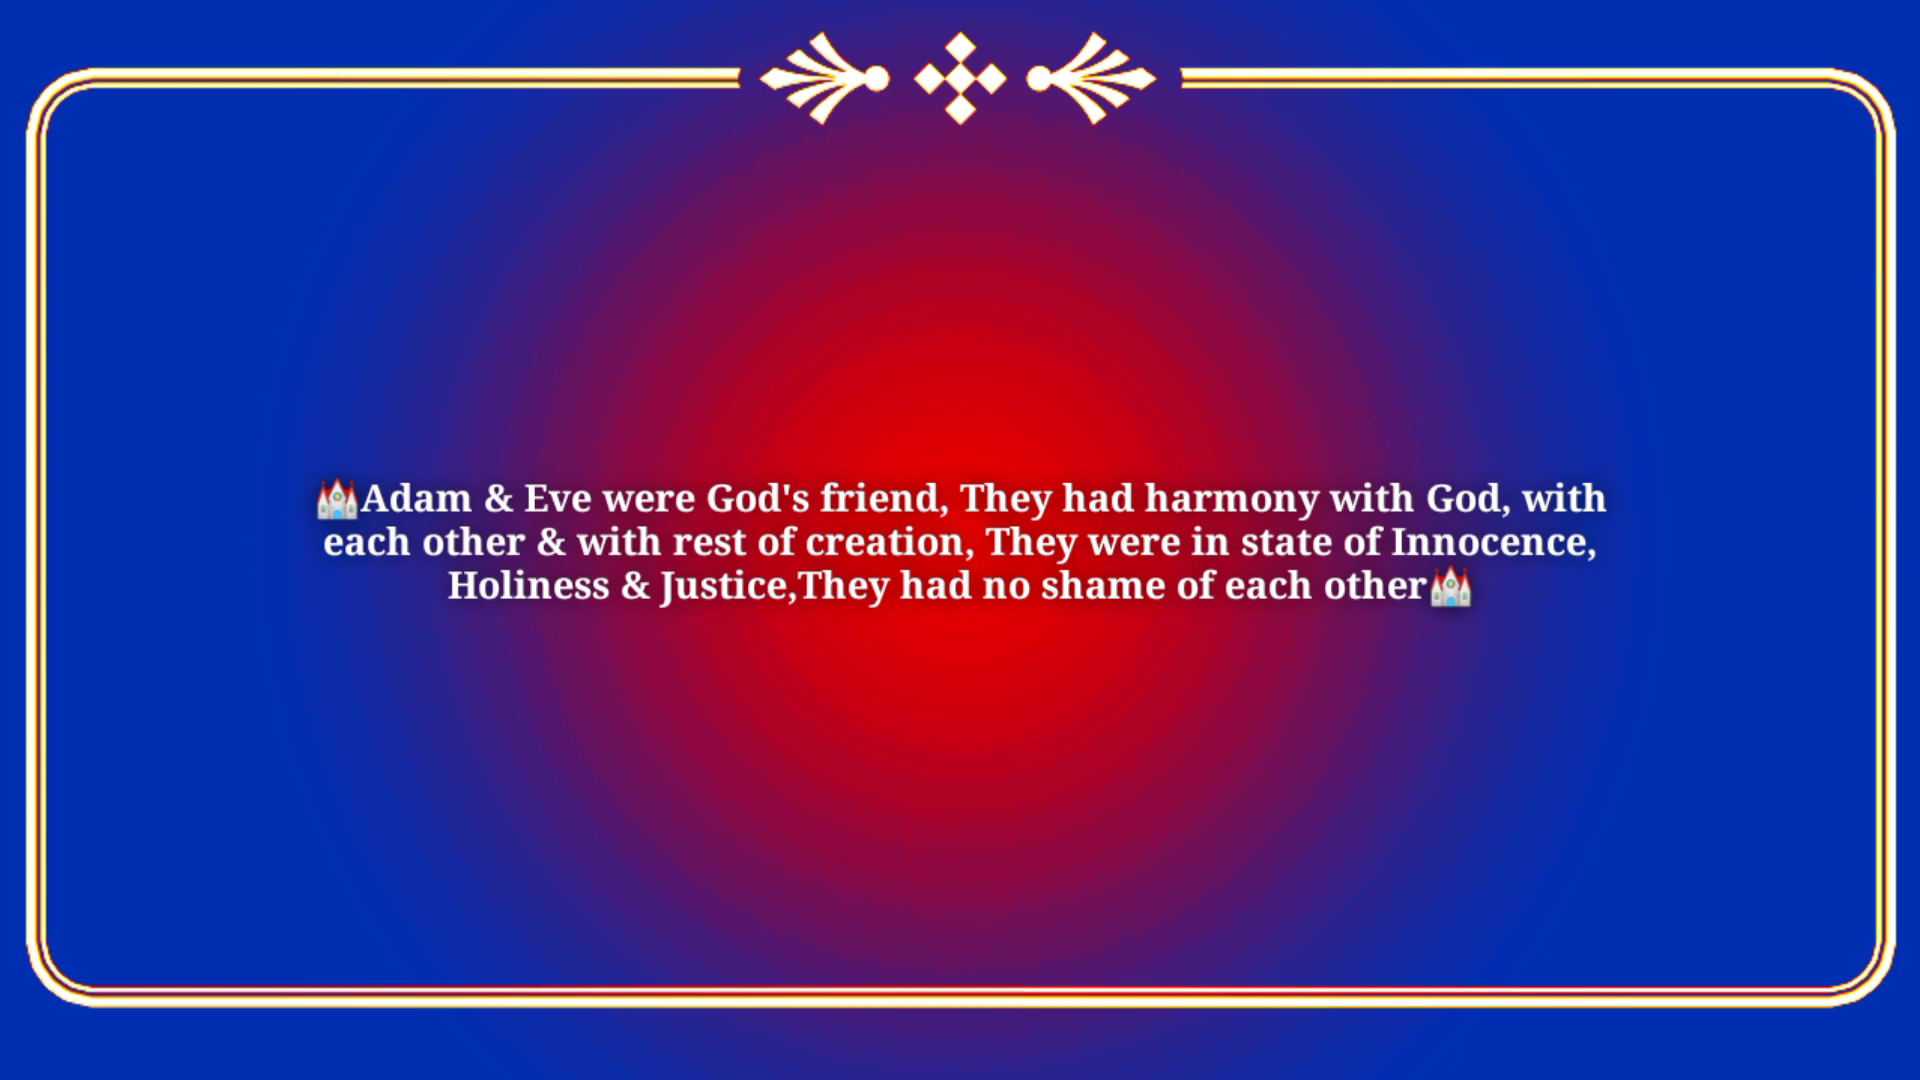 🏰Adam & Eve were God's friend, They had harmony with God, with
each other & with rest of creation, They were in state of Innocence,
Holiness & Justice,They had no shame of each other🏰